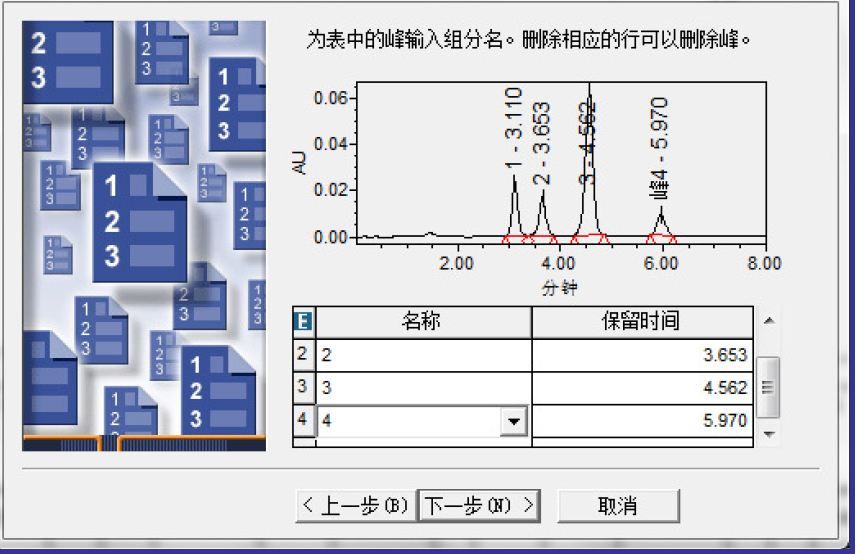 为表中的峰输入组分名。删除相应的行可以删除峰。
AU
0.06
0.04
0.02
0.00
1 - 3.110
2 - 3.653
3 - 4.562
峰4 - 5.970
2.00 4.00 6.00 8.00
分钟
E 名称 保留时间
2 2 3.653
3 3 4.562
4 4 5.970
< 上一步(B) 下一步(N) > 取消
1
2
3